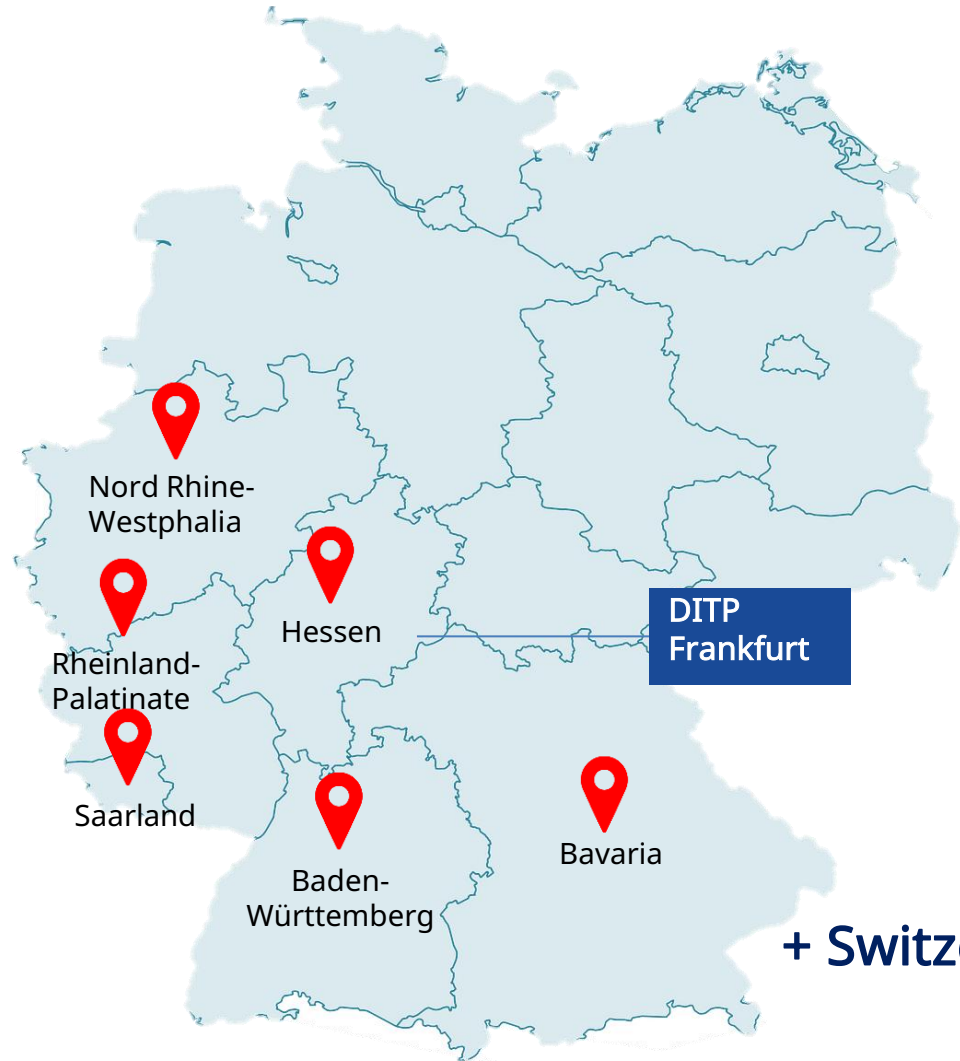 Nord Rhine-
Westphalia
Hessen
DITP
Frankfurt
Rheinland-
Palatinate
Saarland
Bavaria
Baden-
Württemberg
+ Switz